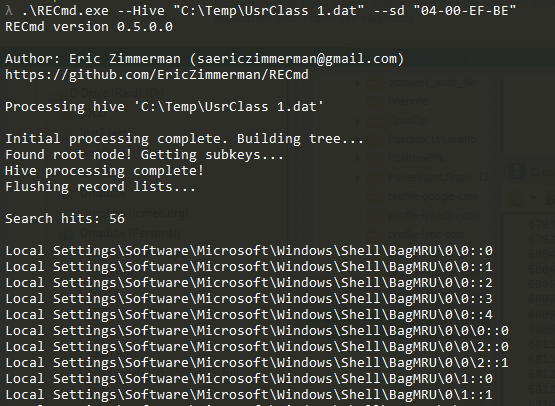 λ .\RECmd.exe --Hive "C:\Temp\UsrClass 1.dat" --sd "04-00-EF-BE"
RECmd version 0.5.0.0
Author: Eric Zimmerman (saericzimmerman@gmail.com)
https://github.com/EricZimmerman/RECmd
Processing hive 'C:\Temp\UsrClass 1.dat'
Initial processing complete. Building tree...
Found root node! Getting subkeys...
Hive processing complete!
Flushing record lists...
Search hits: 56
Local Settings\Software\Microsoft\Windows\Shell\BagMRU\0\0::0
Local Settings\Software\Microsoft\Windows\Shell\BagMRU\0\0::1
Local Settings\Software\Microsoft\Windows\Shell\BagMRU\0\0::2
Local Settings\Software\Microsoft\Windows\Shell\BagMRU\0\0::3
Local Settings\Software\Microsoft\Windows\Shell\BagMRU\0\0::4
Local Settings\Software\Microsoft\Windows\Shell\BagMRU\0\0\0::0
Local Settings\Software\Microsoft\Windows\Shell\BagMRU\0\0\2::0
Local Settings\Software\Microsoft\Windows\Shell\BagMRU\0\0\2::1
Local Settings\Software\Microsoft\Windows\Shell\BagMRU\0\1::0
Local Settings\Software\Microsoft\Windows\Shell\BagMRU\0\1::1